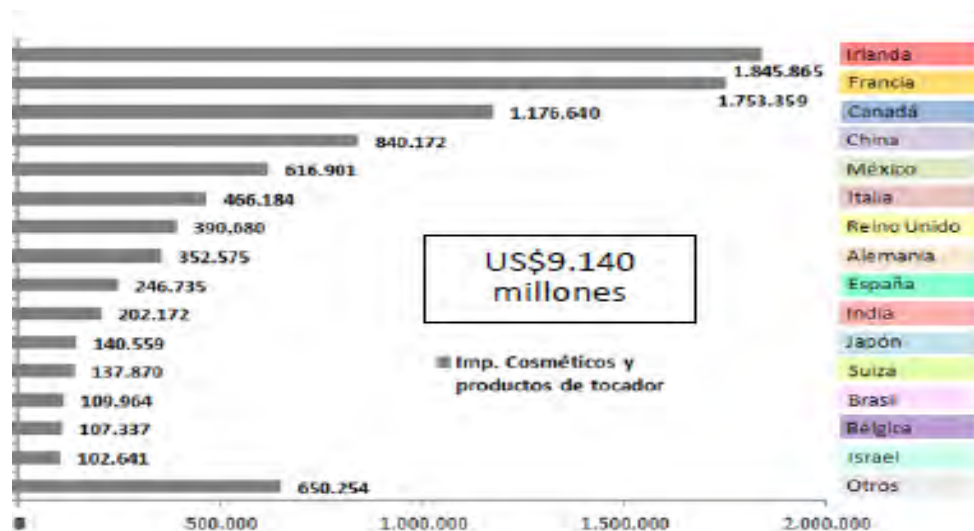 Irlanda
1.845.865
Francia
1.753.359
Canadá
1.176.640
China
840.172
México
616.901
Italia
466.184
Reino Unido
390.680
Alemania
352.575
España
246.735
India
202.172
Japón
140.559
Suiza
137.870
Brasil
109.964
Bélgica
107.337
Israel
102.641
Otros
650.254
US$9.140
millones
Imp. Cosméticos y
productos de tocador
0
500.000
1.000.000
1.500.000
2.000.000